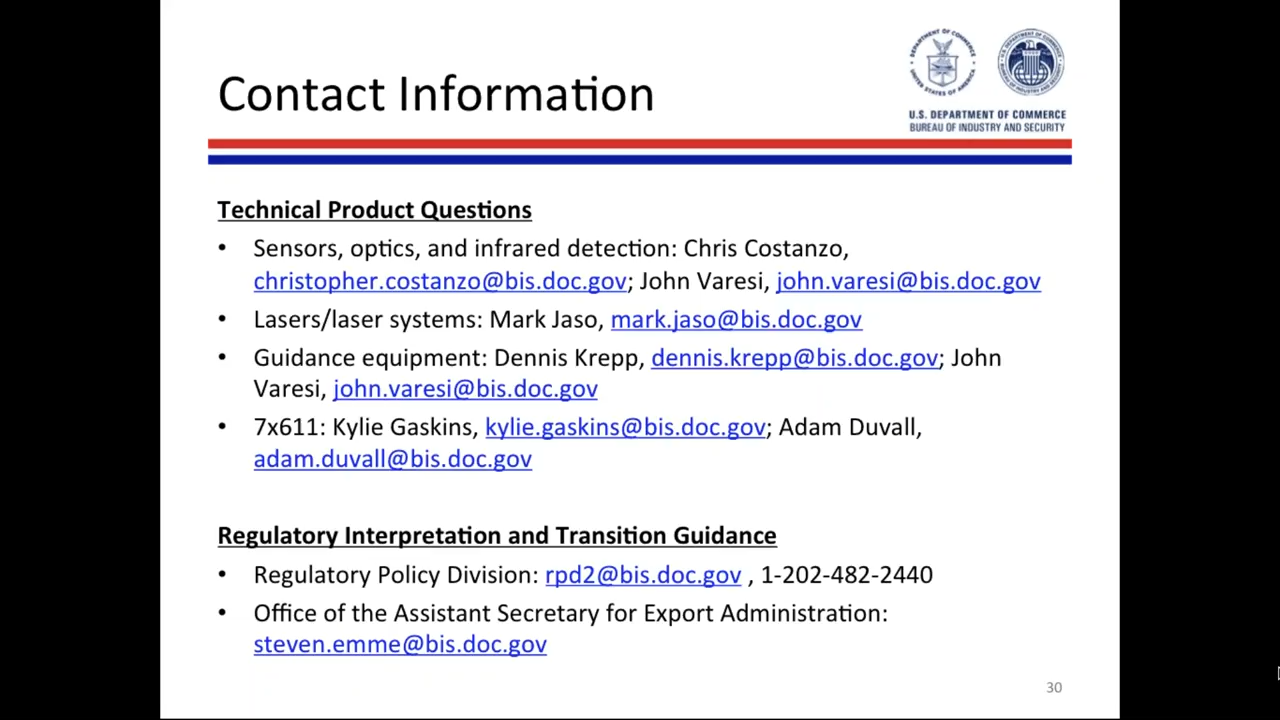 Contact Information
U.S. DEPARTMENT OF COMMERCE
BUREAU OF INDUSTRY AND SECURITY
Technical Product Questions
• Sensors, optics, and infrared detection: Chris Costanzo,
christopher.costanzo@bis.doc.gov; John Varesi, john.varesi@bis.doc.gov
• Lasers/laser systems: Mark Jaso, mark.jaso@bis.doc.gov
• Guidance equipment: Dennis Krepp, dennis.krepp@bis.doc.gov; John
Varesi, john.varesi@bis.doc.gov
• 7x611: Kylie Gaskins, kylie.gaskins@bis.doc.gov; Adam Duvall,
adam.duvall@bis.doc.gov
Regulatory Interpretation and Transition Guidance
• Regulatory Policy Division: rpd2@bis.doc.gov , 1-202-482-2440
• Office of the Assistant Secretary for Export Administration:
steven.emme@bis.doc.gov
30